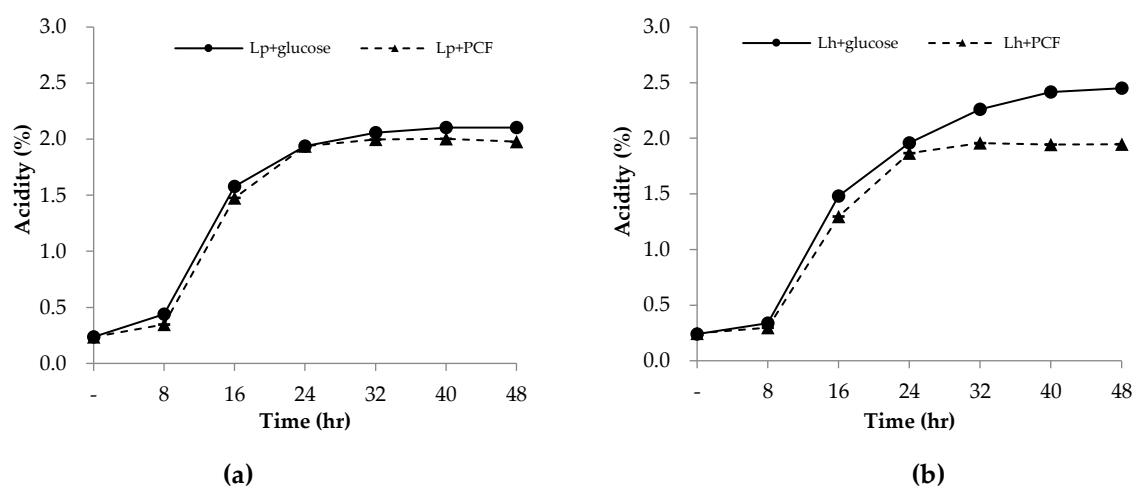 3.0
Lp+glucose
Lp+PCF
2.5
2.0
1.5
1.0
0.5
0.0
Acidity (%)
- 8 16 24 32 40 48
Time (hr)
(a)
3.0
Lh+glucose
Lh+PCF
2.5
2.0
1.5
1.0
0.5
0.0
Acidity (%)
- 8 16 24 32 40 48
Time (hr)
(b)